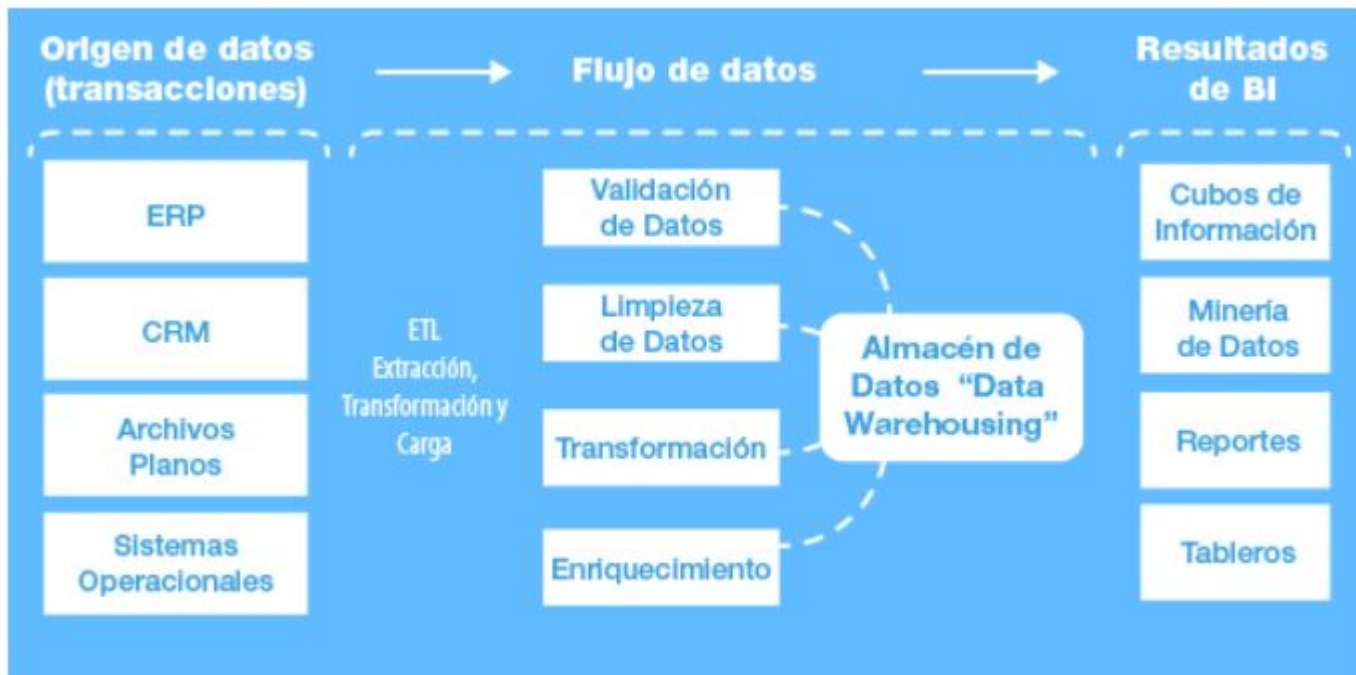 Origen de datos
(transacciones)
Flujo de datos
Resultados
de BI
ERP
CRM
Archivos
Planos
Sistemas
Operacionales
ETL
Extracción,
Transformación y
Carga
Validación
de Datos
Limpieza
de Datos
Transformación
Enriquecimiento
Almacén de
Datos “Data
Warehousing”
Cubos de
Información
Minería
de Datos
Reportes
Tableros